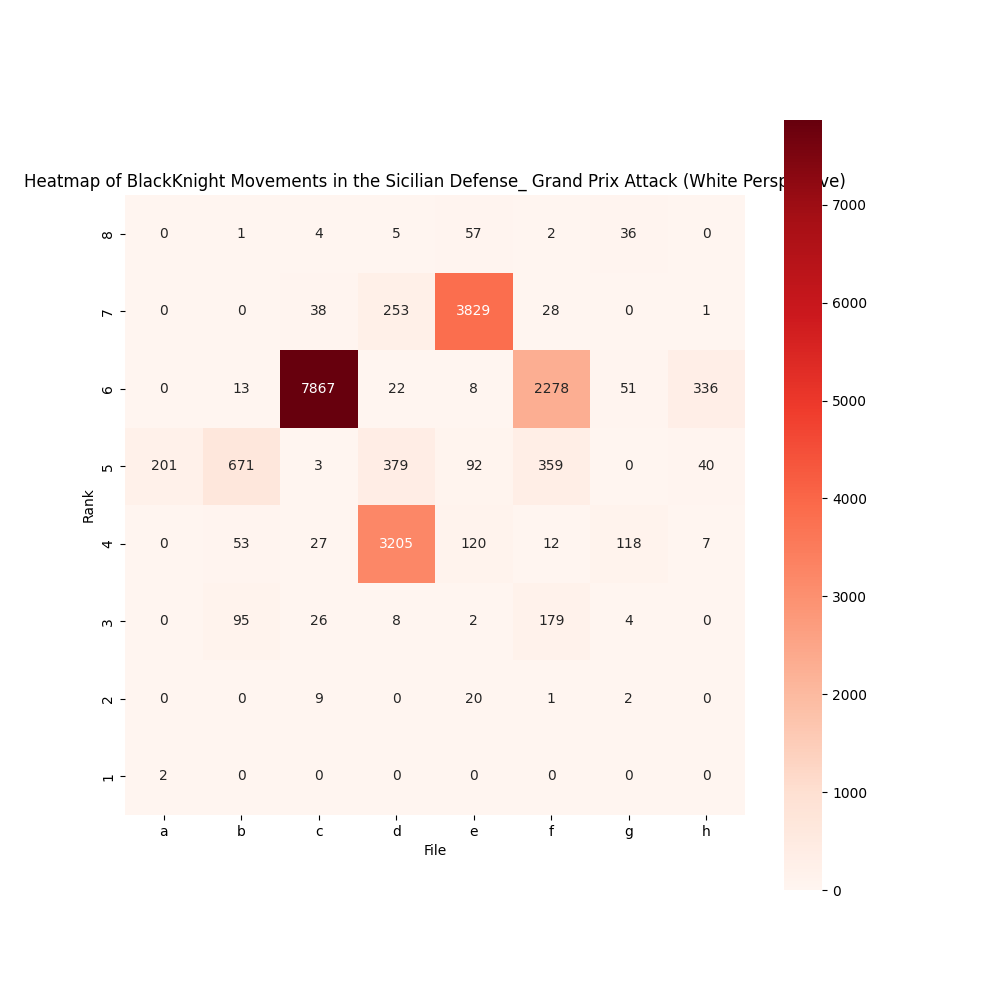 Heatmap of BlackKnight Movements in the Sicilian Defense_ Grand Prix Attack (White Perspective)
8 0 1 4 5 57 2 36 0
7 0 0 38 253 3829 28 0 1
6 0 13 7867 22 8 2278 51 336
5 201 671 3 379 92 359 0 40
4 0 53 27 3205 120 12 118 7
3 0 95 26 8 2 179 4 0
2 0 0 9 0 20 1 2 0
1 2 0 0 0 0 0 0 0
a b c d e f g h
Rank
File
7000
6000
5000
4000
3000
2000
1000
0